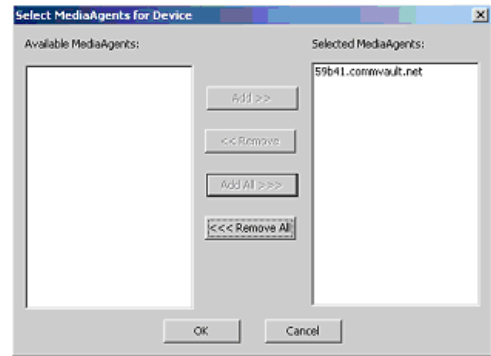 Select MediaAgents for Device
Available MediaAgents:
Selected MediaAgents:
59b41.commvault.net
Add >>
<< Remove
Add All >>>
<<< Remove All
OK
Cancel